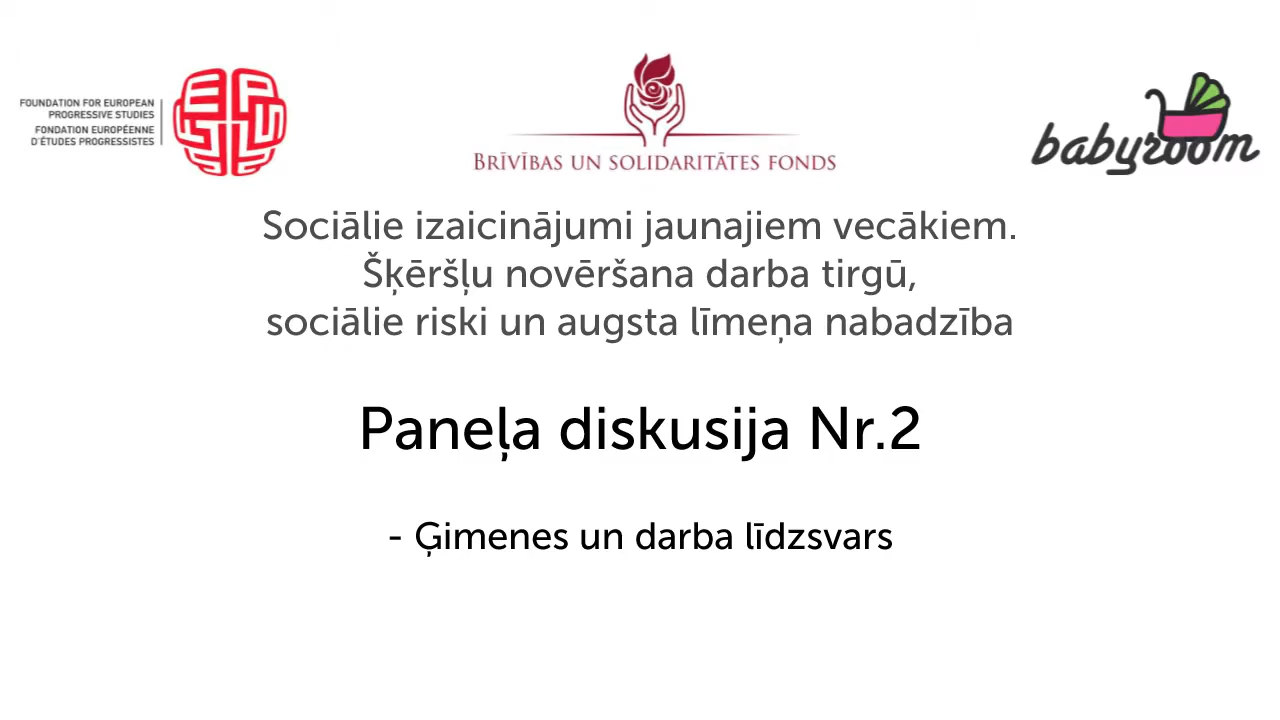 FOUNDATION FOR EUROPEAN
PROGRESSIVE STUDIES
FONDATION EUROPÉENNE
D'ÉTUDES PROGRESSISTES
BRĪVĪBAS UN SOLIDARITĀTES FONDS
babyroom
Sociālie izaicinājumi jaunajiem vecākiem.
Šķēršļu novēršana darba tirgū,
sociālie riski un augsta līmeņa nabadzība
Paneļa diskusija Nr.2
- Ģimenes un darba līdzsvars